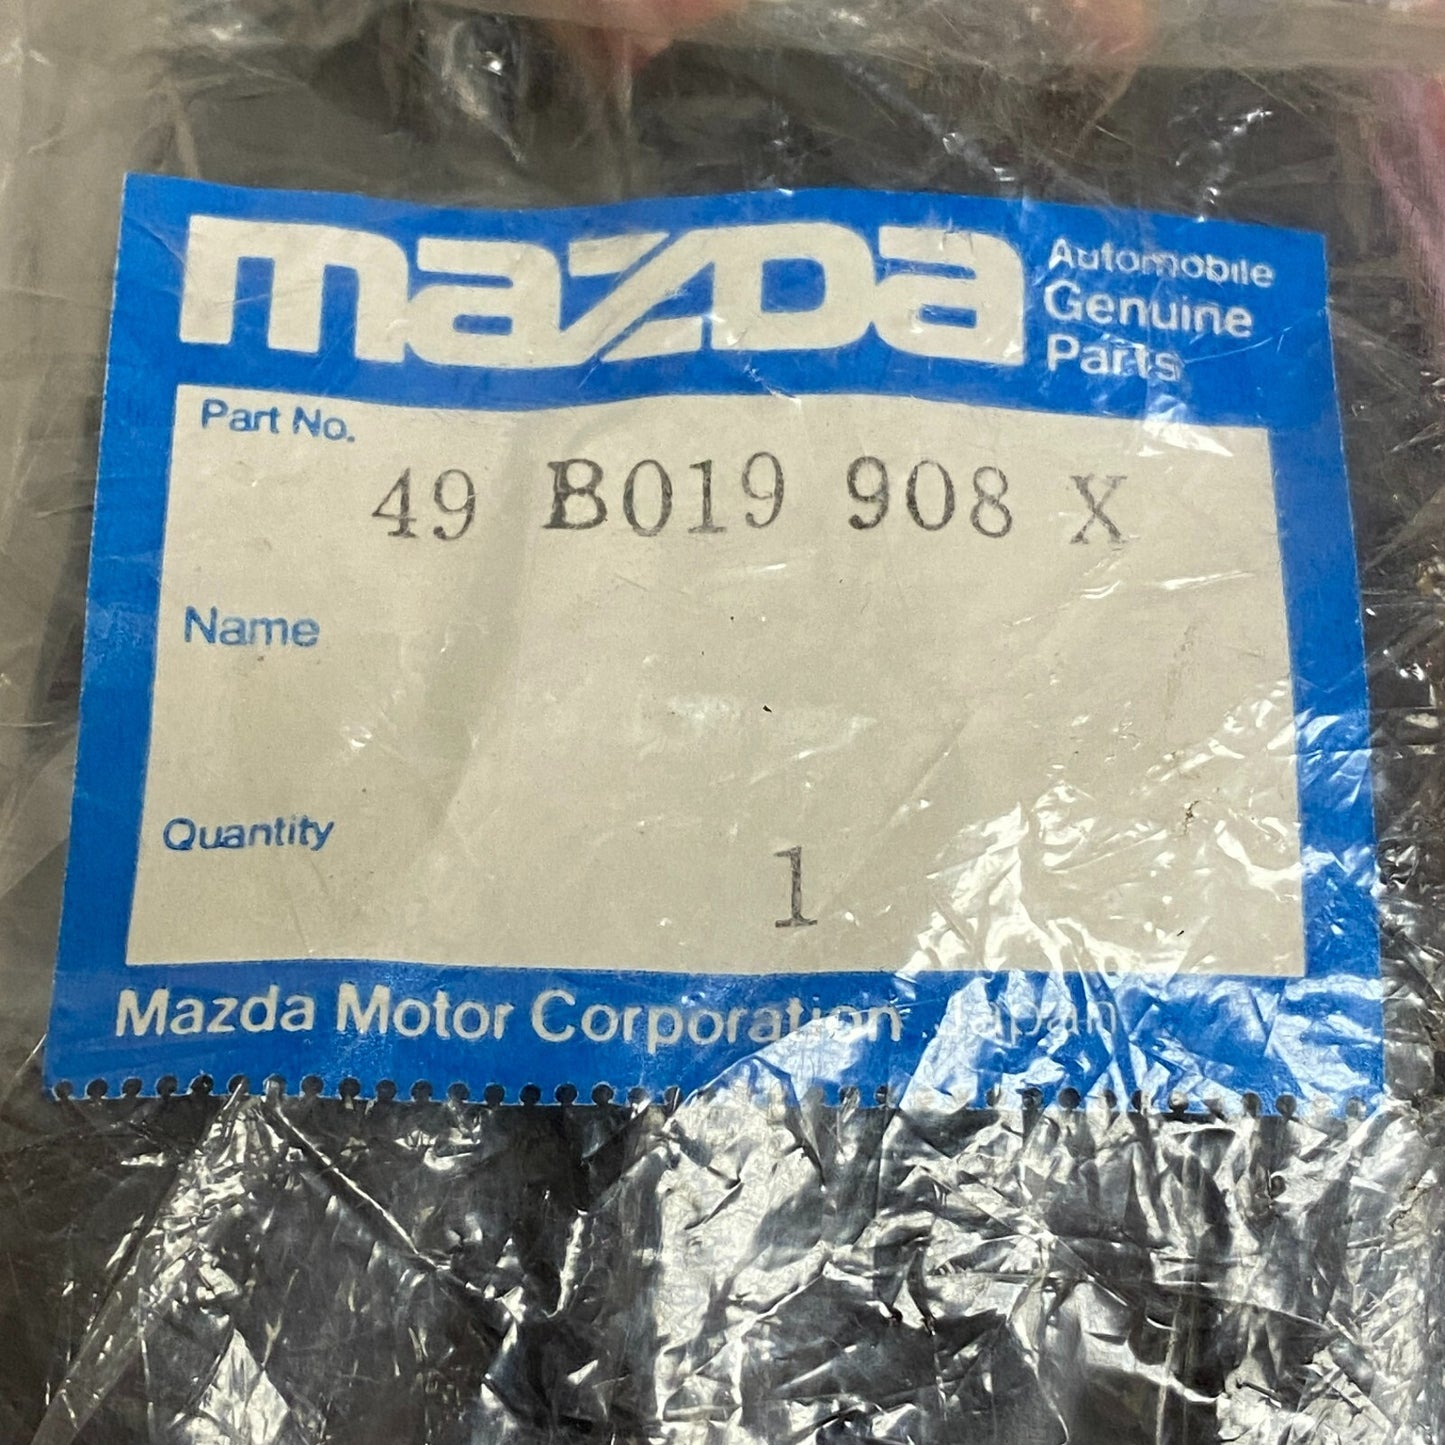 mazda
Automobile
Genuine
Parts
Part No.
49 B019 908 X
Name
Quantity
1
Mazda Motor Corporation Japan